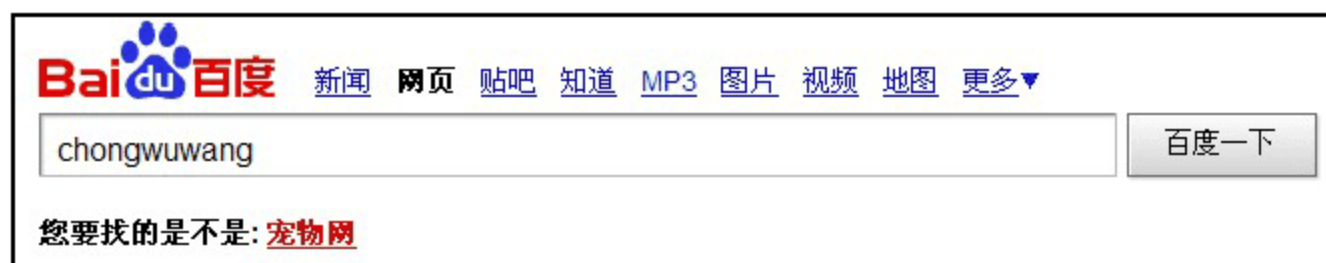 Bai du 百度 新闻 网页 贴吧 知道 MP3 图片 视频 地图 更多▼
chongwuwang 百度一下
您要找的是不是: 宠物网